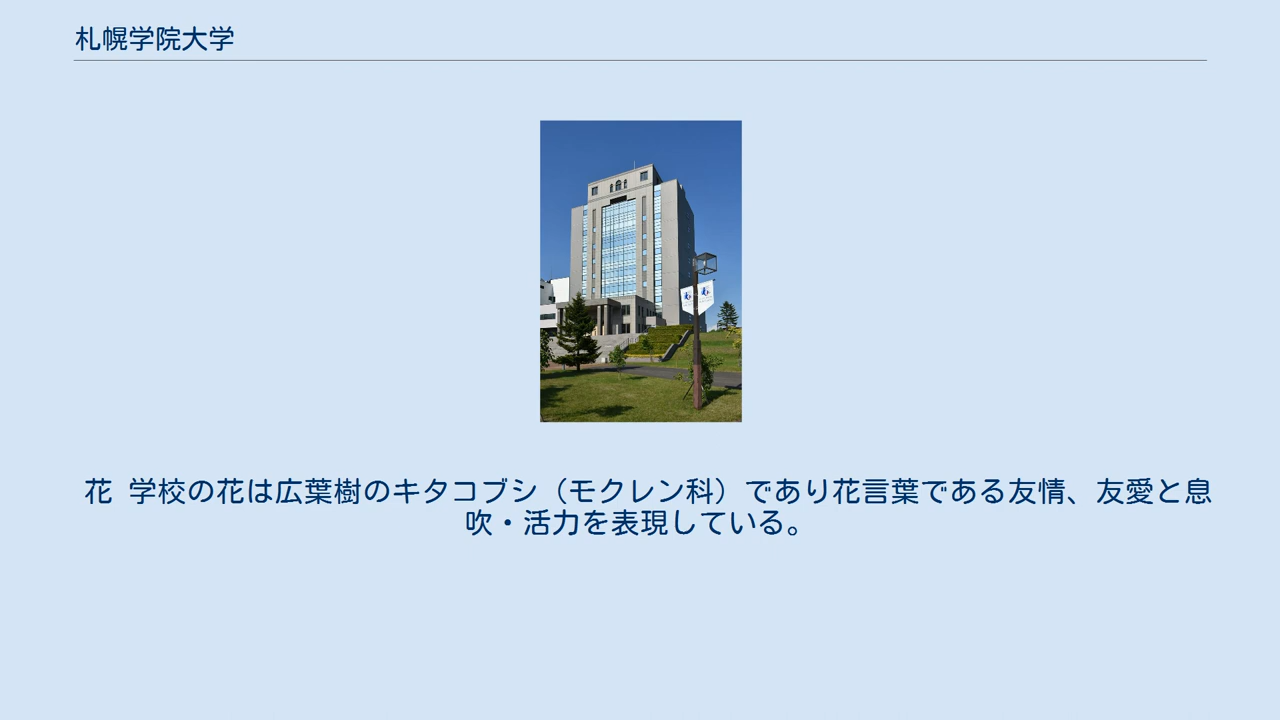 札幌学院大学
花 学校の花は広葉樹のキタコブシ（モクレン科）であり花言葉である友情、友愛と息
吹・活力を表現している。